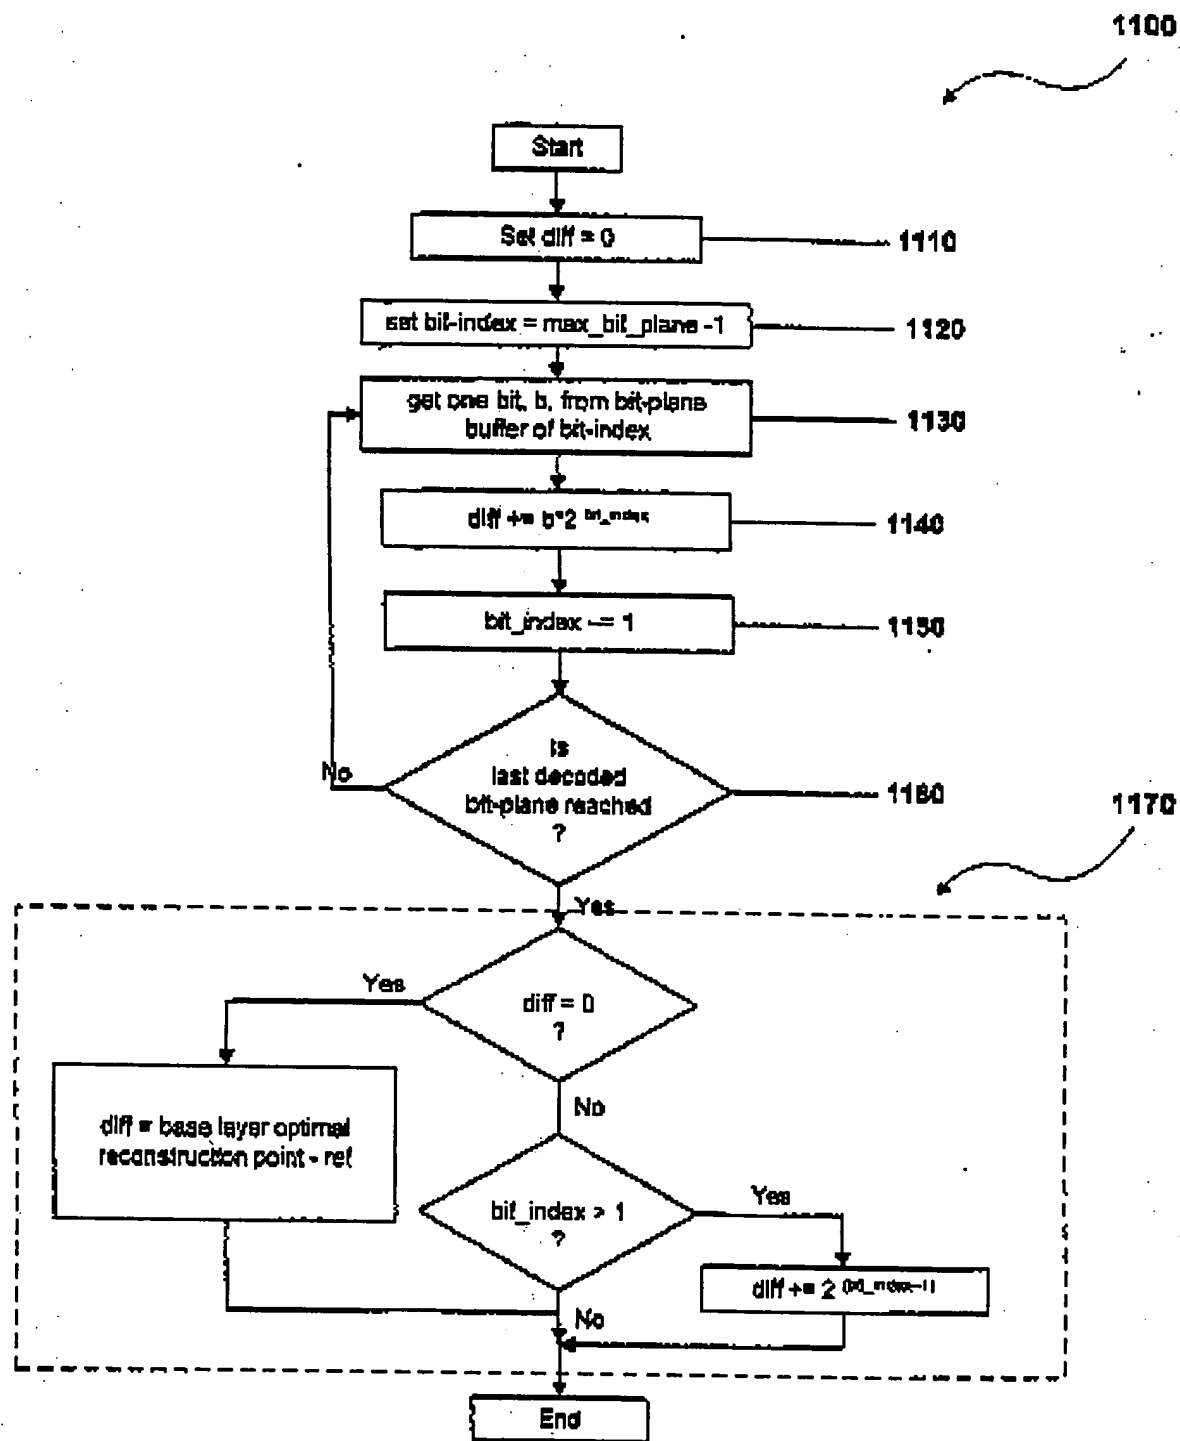 1100
Start
Set diff = 0
1110
set bit-index = max_bit_plane -1
1120
get one bit, b, from bit-plane
buffer of bit-index
1130
diff += b*2 bit_index
1140
bit_index -= 1
1150
Is
last decoded
bit-plane reached
?
No
1160
1170
Yes
diff = 0
?
Yes
No
diff = base layer optimal
reconstruction point - ref
bit_index > 1
?
Yes
diff += 2 (bit_index-1)
No
End